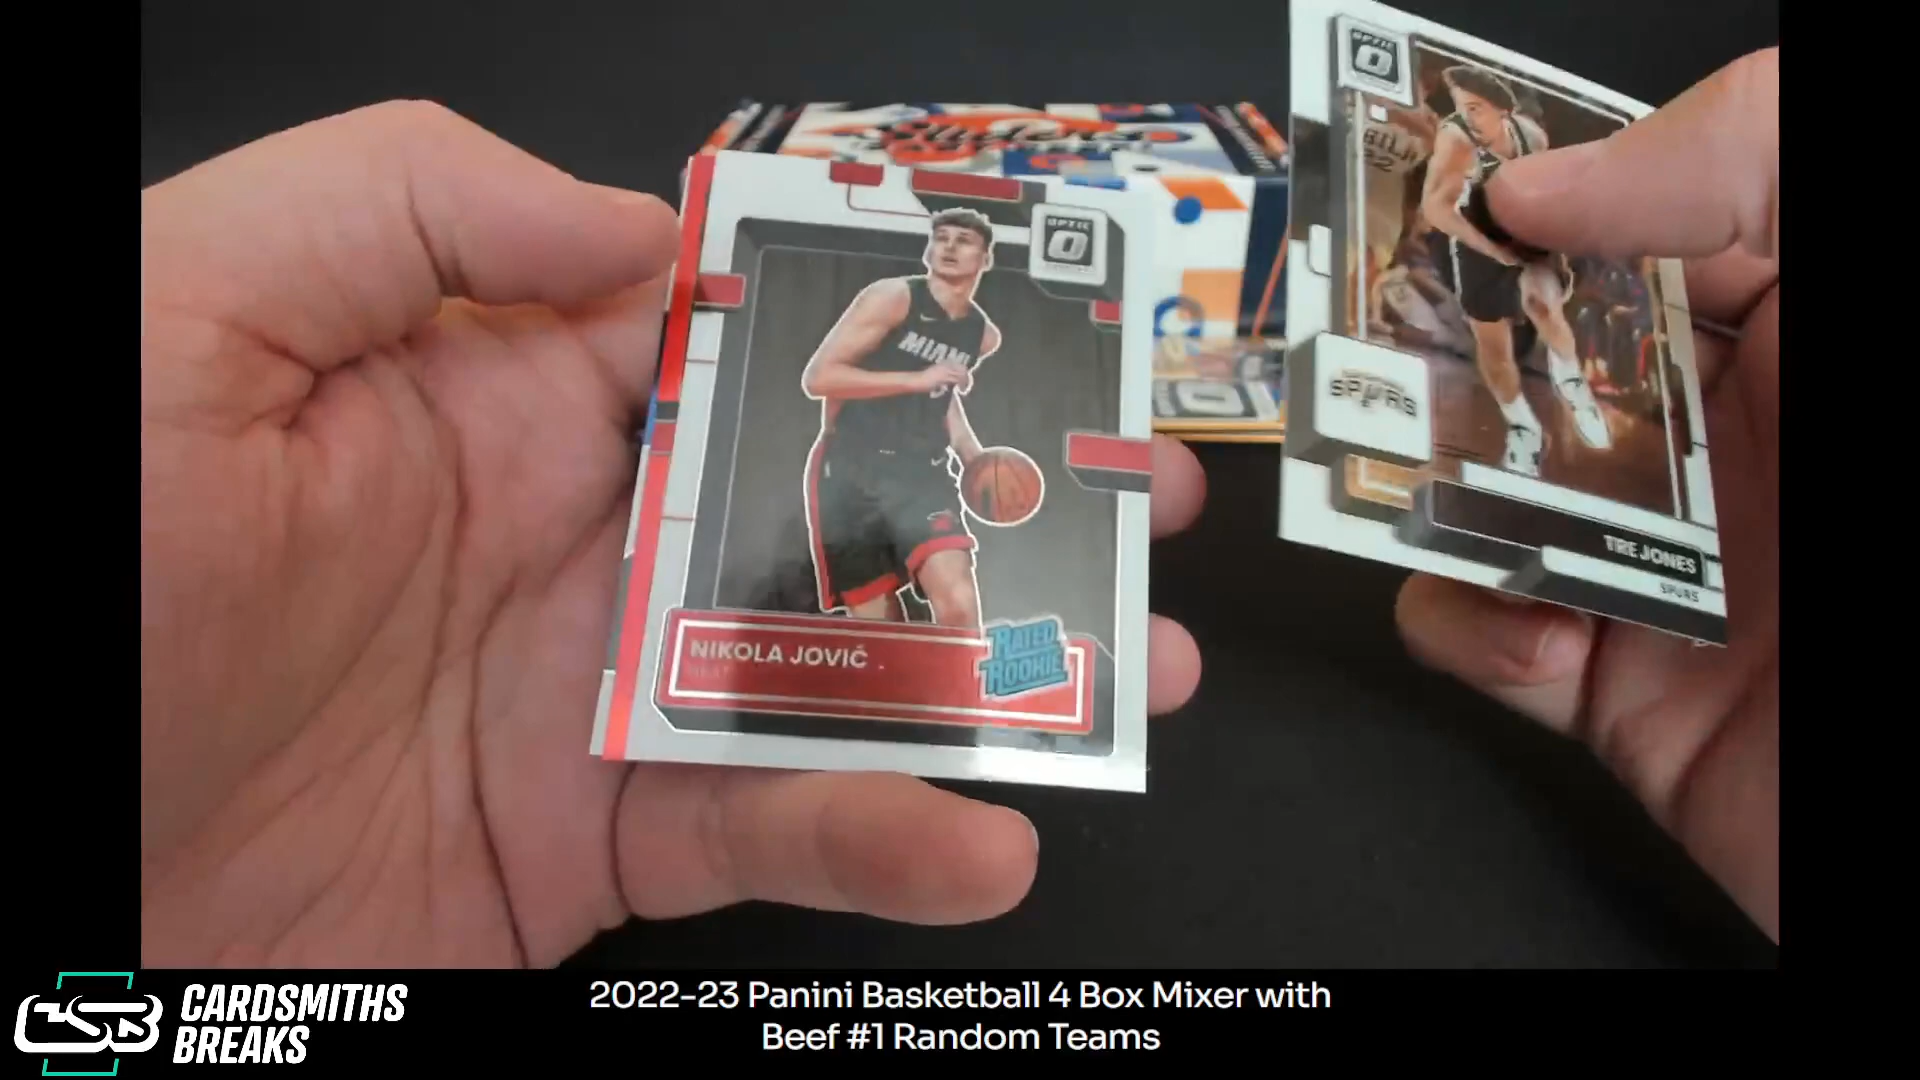 OPTIC
OPTIC
MIAMI
SPURS
TRE JONES
SPURS
NIKOLA JOVIĆ
HEAT
RATED
ROOKIE
CSB
CARDSMITHS
BREAKS
2022-23 Panini Basketball 4 Box Mixer with
Beef #1 Random Teams